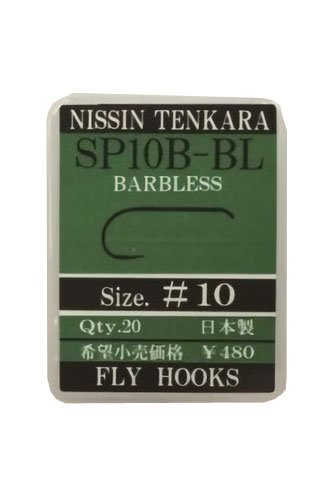 NISSIN TENKARA
SP10B-BL
BARBLESS
Size. #10
Qty.20 日本製
希望小売価格 ¥480
FLY HOOKS